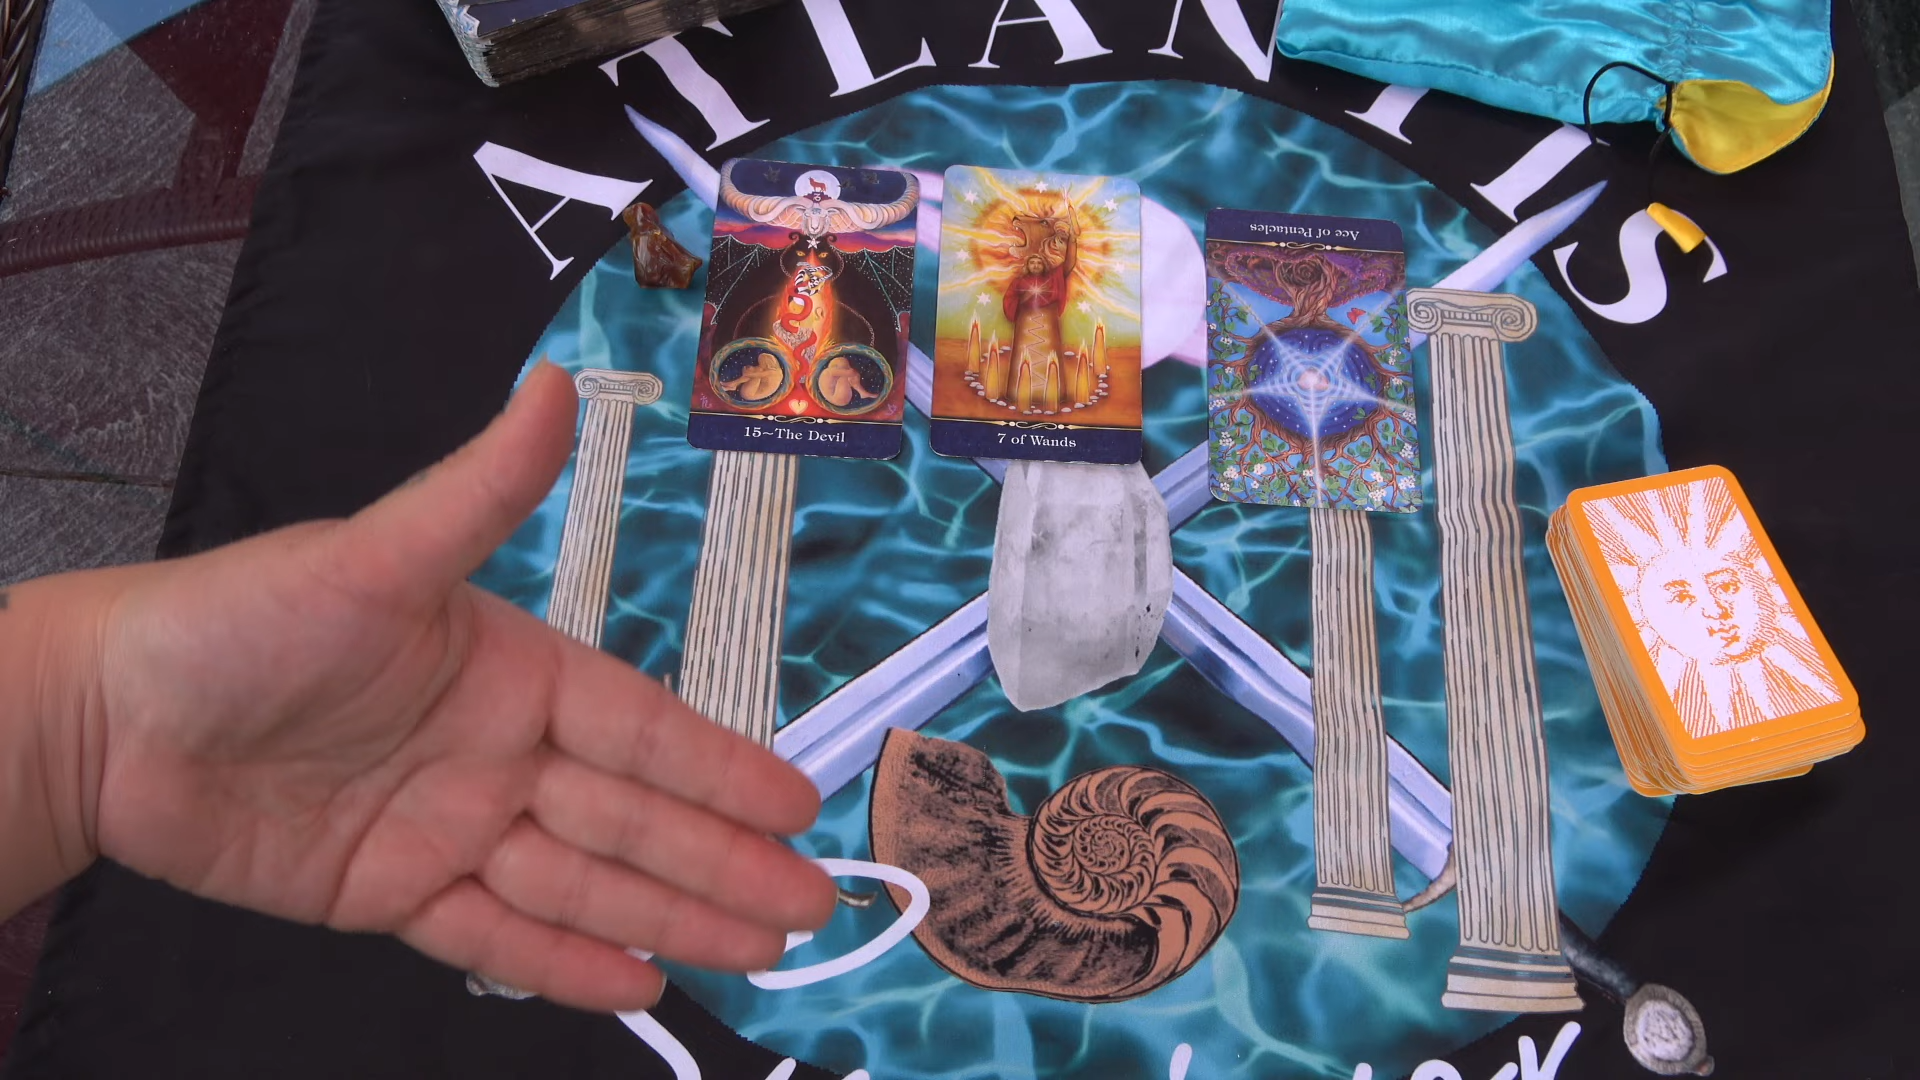 ATLANTIS
Ace of Pentacles
15~The Devil
7 of Wands